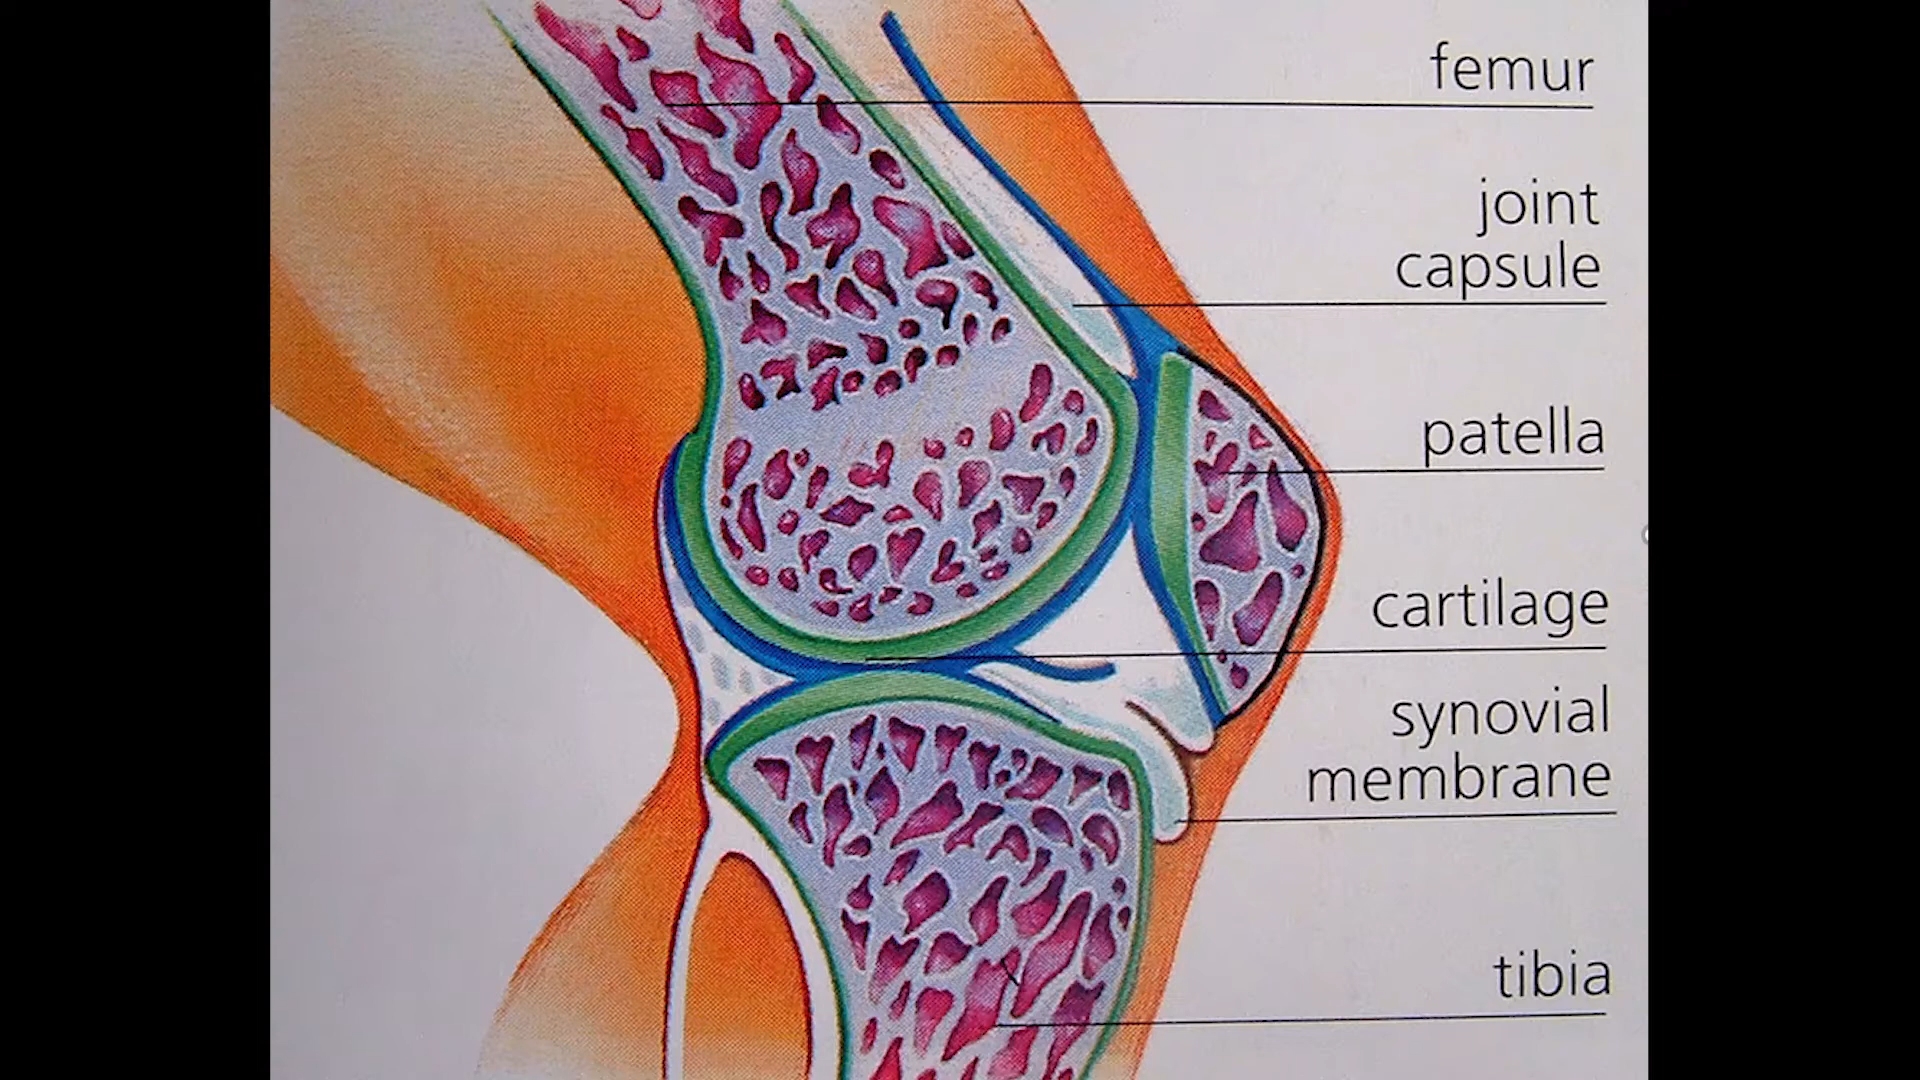 femur
joint
capsule
patella
cartilage
synovial
membrane
tibia